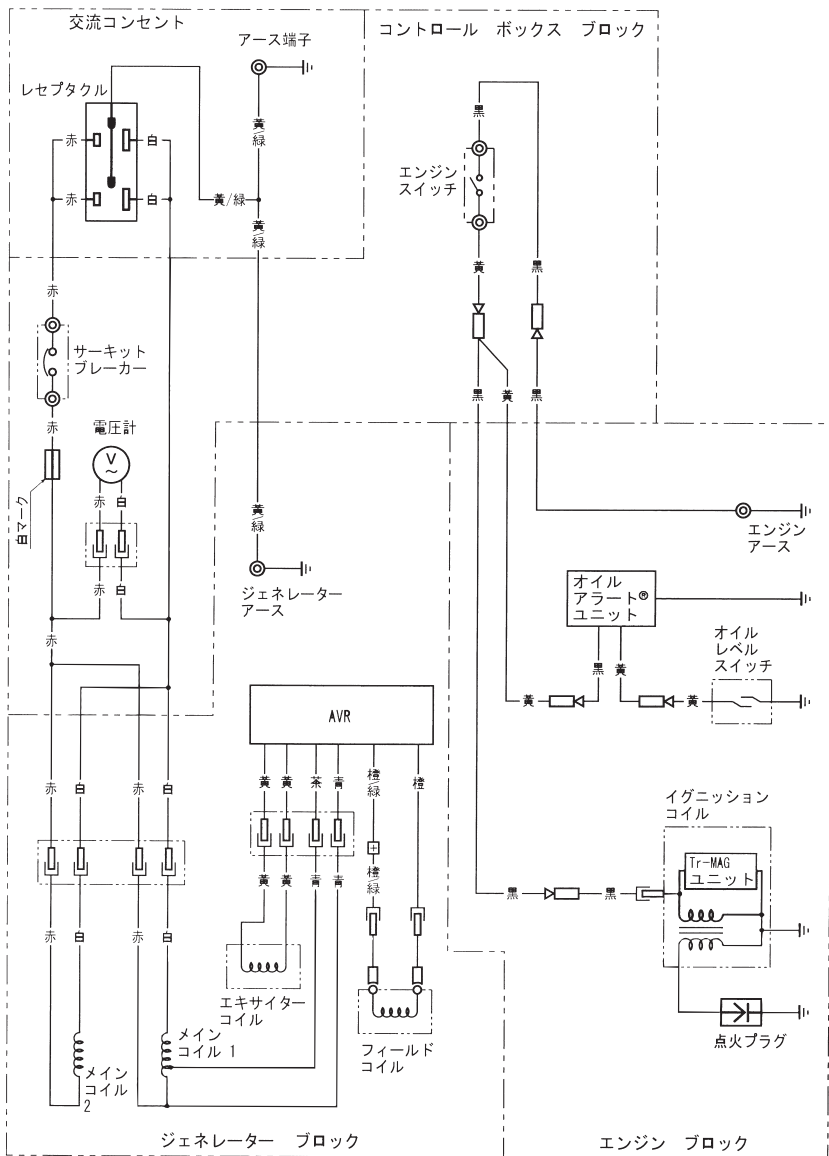 交流コンセント
コントロール ボックス ブロック
アース端子
レセプタクル
黒
赤
白
黄\緑
エンジン
スイッチ
赤
白
黄/緑
黄\緑
黄
黒
赤
サーキット
ブレーカー
黒
黄
黒
赤
電圧計
V
~
白マーク
赤
白
黄\緑
エンジン
アース
赤
白
ジェネレーター
アース
オイル
アラート®
ユニット
赤
オイル
レベル
スイッチ
黒
黄
黄
黄
AVR
赤
白
赤
白
黄
黄
茶
青
橙\緑
橙
イグニッション
コイル
+
黄
黄
青
青
橙\緑
Tr-MAG
ユニット
黒
黒
赤
白
赤
白
エキサイター
コイル
メイン
コイル 1
フィールド
コイル
点火プラグ
メイン
コイル
2
ジェネレーター ブロック
エンジン ブロック